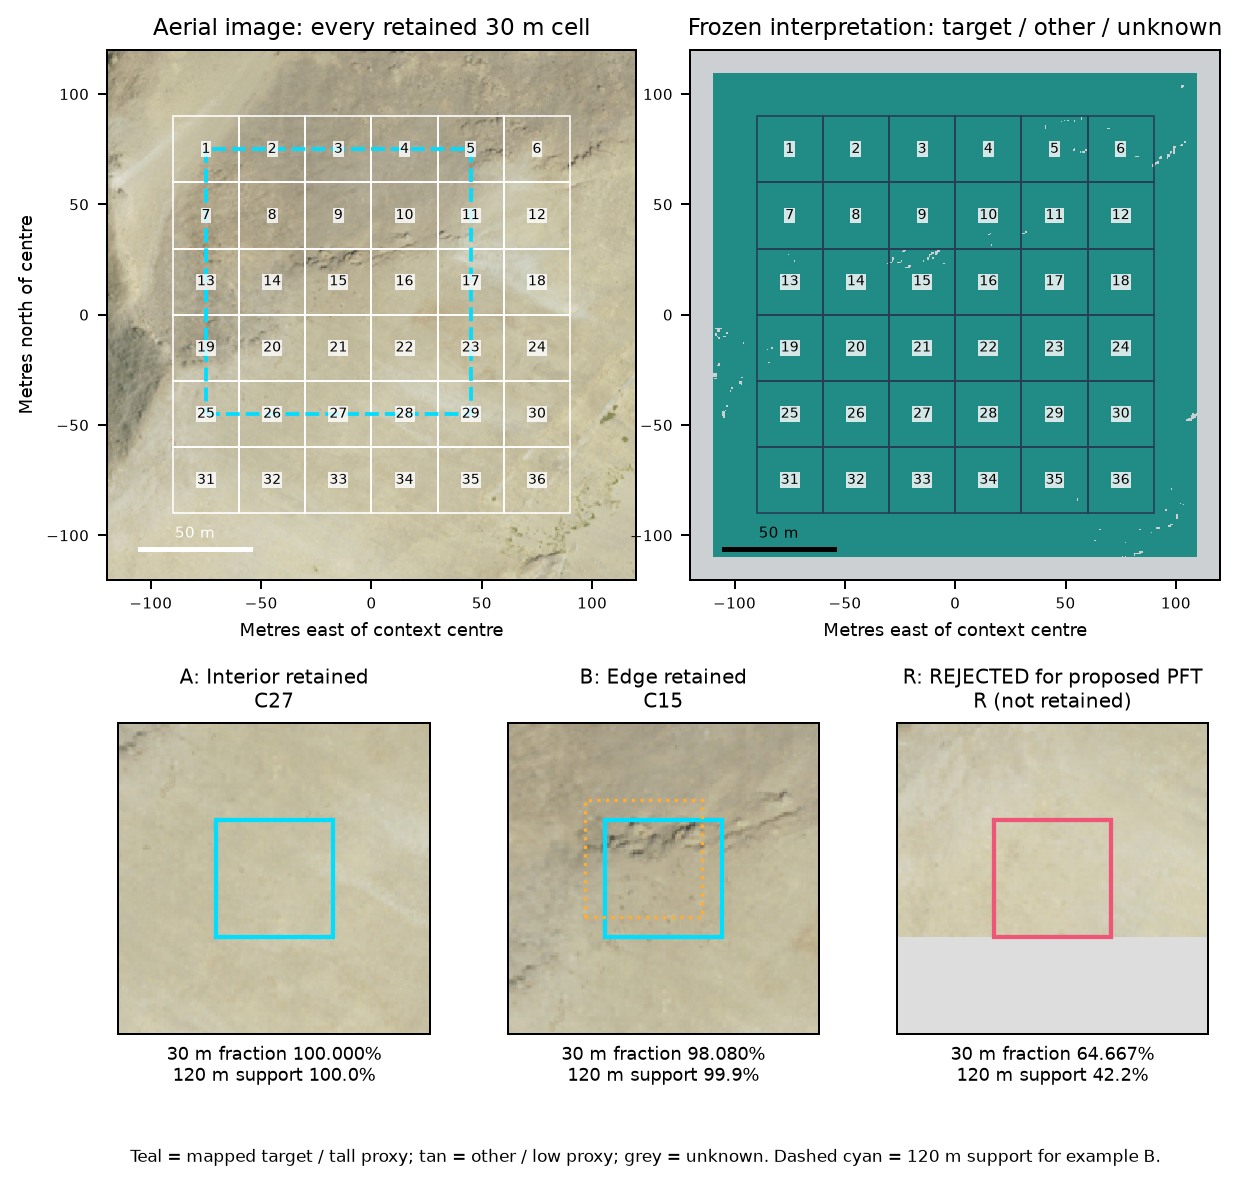 Aerial image: every retained 30 m cell
Frozen interpretation: target / other / unknown
Metres north of centre
100
50
0
−50
−100
1 2 3 4 5 6
7 8 9 10 11 12
13 14 15 16 17 18
19 20 21 22 23 24
25 26 27 28 29 30
31 32 33 34 35 36
50 m
−100 −50 0 50 100
Metres east of context centre
100
50
0
−50
−100
1 2 3 4 5 6
7 8 9 10 11 12
13 14 15 16 17 18
19 20 21 22 23 24
25 26 27 28 29 30
31 32 33 34 35 36
50 m
−100 −50 0 50 100
Metres east of context centre
A: Interior retained
C27
30 m fraction 100.000%
120 m support 100.0%
B: Edge retained
C15
30 m fraction 98.080%
120 m support 99.9%
R: REJECTED for proposed PFT
R (not retained)
30 m fraction 64.667%
120 m support 42.2%
Teal = mapped target / tall proxy; tan = other / low proxy; grey = unknown. Dashed cyan = 120 m support for example B.